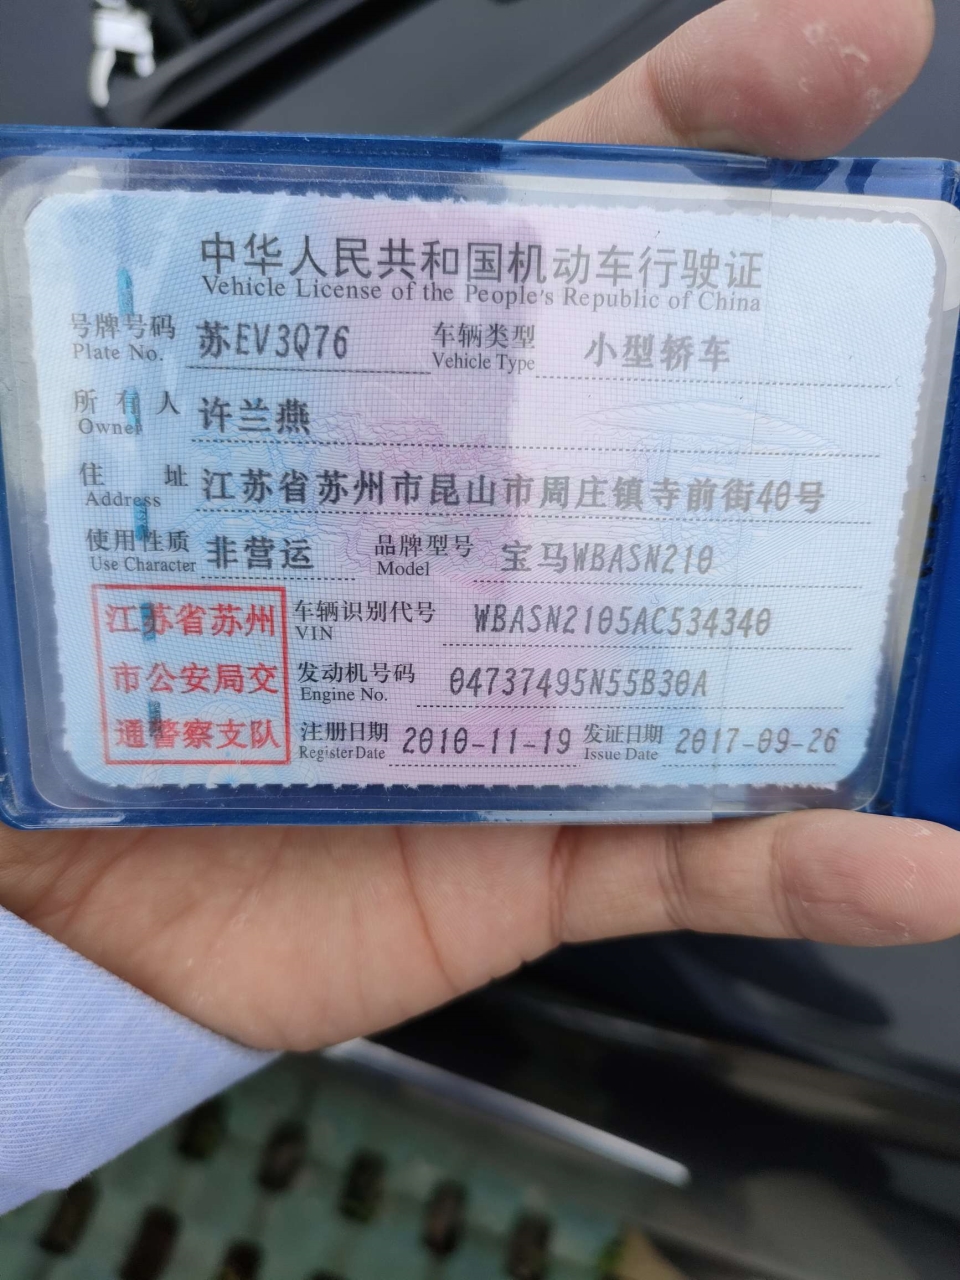 中华人民共和国机动车行驶证
Vehicle License of the People's Republic of China
号牌号码 苏EV3Q76 车辆类型 小型轿车
Plate No. Vehicle Type
所有人 许兰燕
Owner
住址 江苏省苏州市昆山市周庄镇寺前街40号
Address
使用性质 非营运 品牌型号 宝马WBASN210
Use Character Model
江苏省苏州 车辆识别代号 WBASN2105AC534340
VIN
市公安局交 发动机号码 04737495N55B30A
Engine No.
通警察支队 注册日期 2010-11-19 发证日期 2017-09-26
Register Date Issue Date